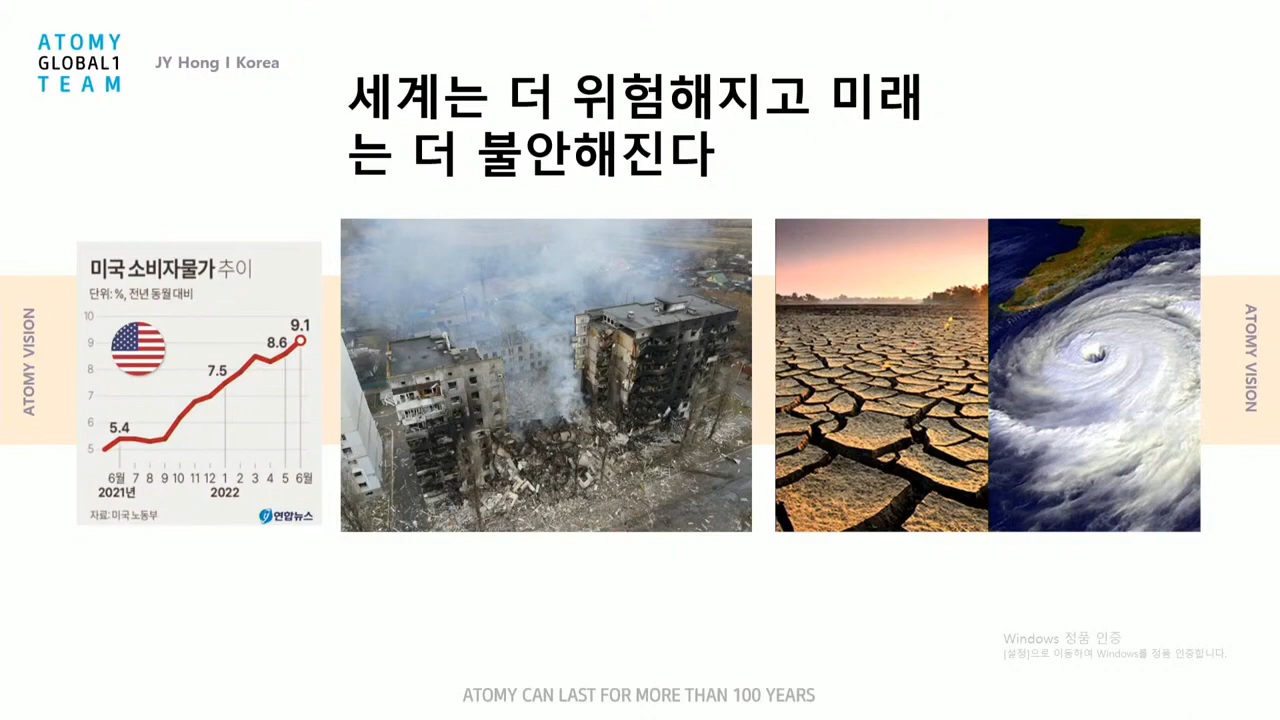 ATOMY
GLOBAL1
TEAM
JY Hong I Korea
세계는 더 위험해지고 미래
는 더 불안해진다
ATOMY VISION
미국 소비자물가 추이
단위: %, 전년 동월 대비
10
9
8
7
6
5
5.4
7.5
8.6
9.1
6월 7 8 9 10 11 12 1 2 3 4 5 6월
2021년 2022
자료: 미국 노동부
연합뉴스
ATOMY VISION
Windows 정품 인증
[설정]으로 이동하여 Windows를 정품 인증합니다.
ATOMY CAN LAST FOR MORE THAN 100 YEARS